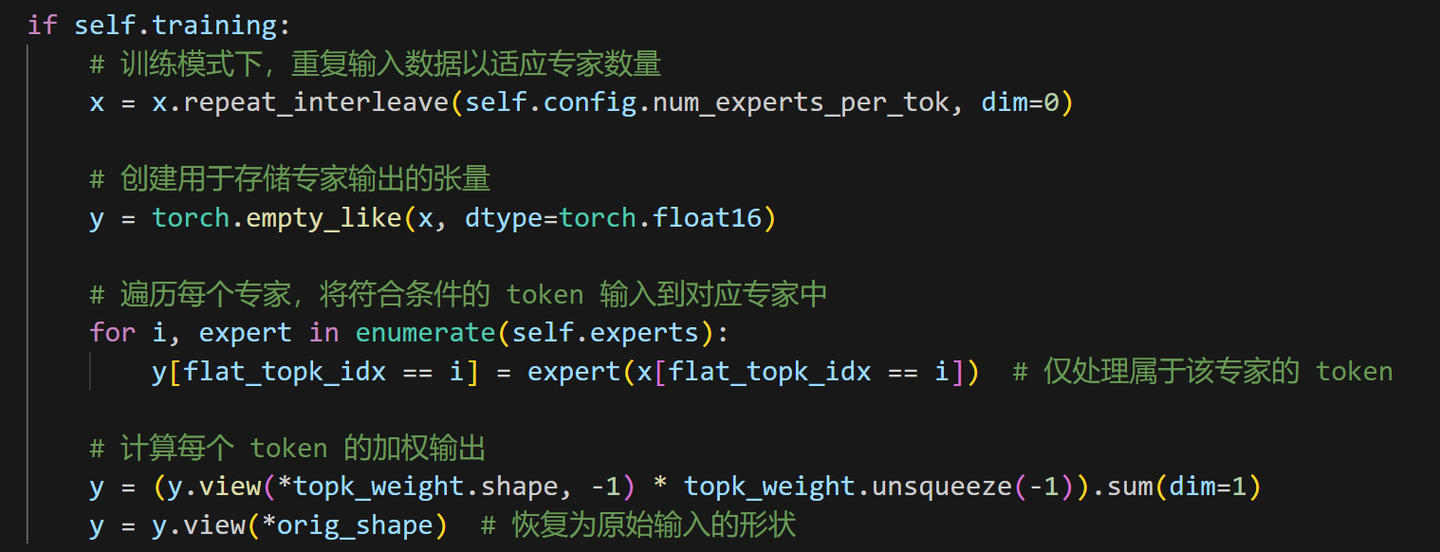 if self.training:
    # 训练模式下，重复输入数据以适应专家数量
    x = x.repeat_interleave(self.config.num_experts_per_tok, dim=0)
    # 创建用于存储专家输出的张量
    y = torch.empty_like(x, dtype=torch.float16)
    # 遍历每个专家，将符合条件的 token 输入到对应专家中
    for i, expert in enumerate(self.experts):
        y[flat_topk_idx == i] = expert(x[flat_topk_idx == i])  # 仅处理属于该专家的 token
    # 计算每个 token 的加权输出
    y = (y.view(*topk_weight.shape, -1) * topk_weight.unsqueeze(-1)).sum(dim=1)
    y = y.view(*orig_shape)  # 恢复为原始输入的形状